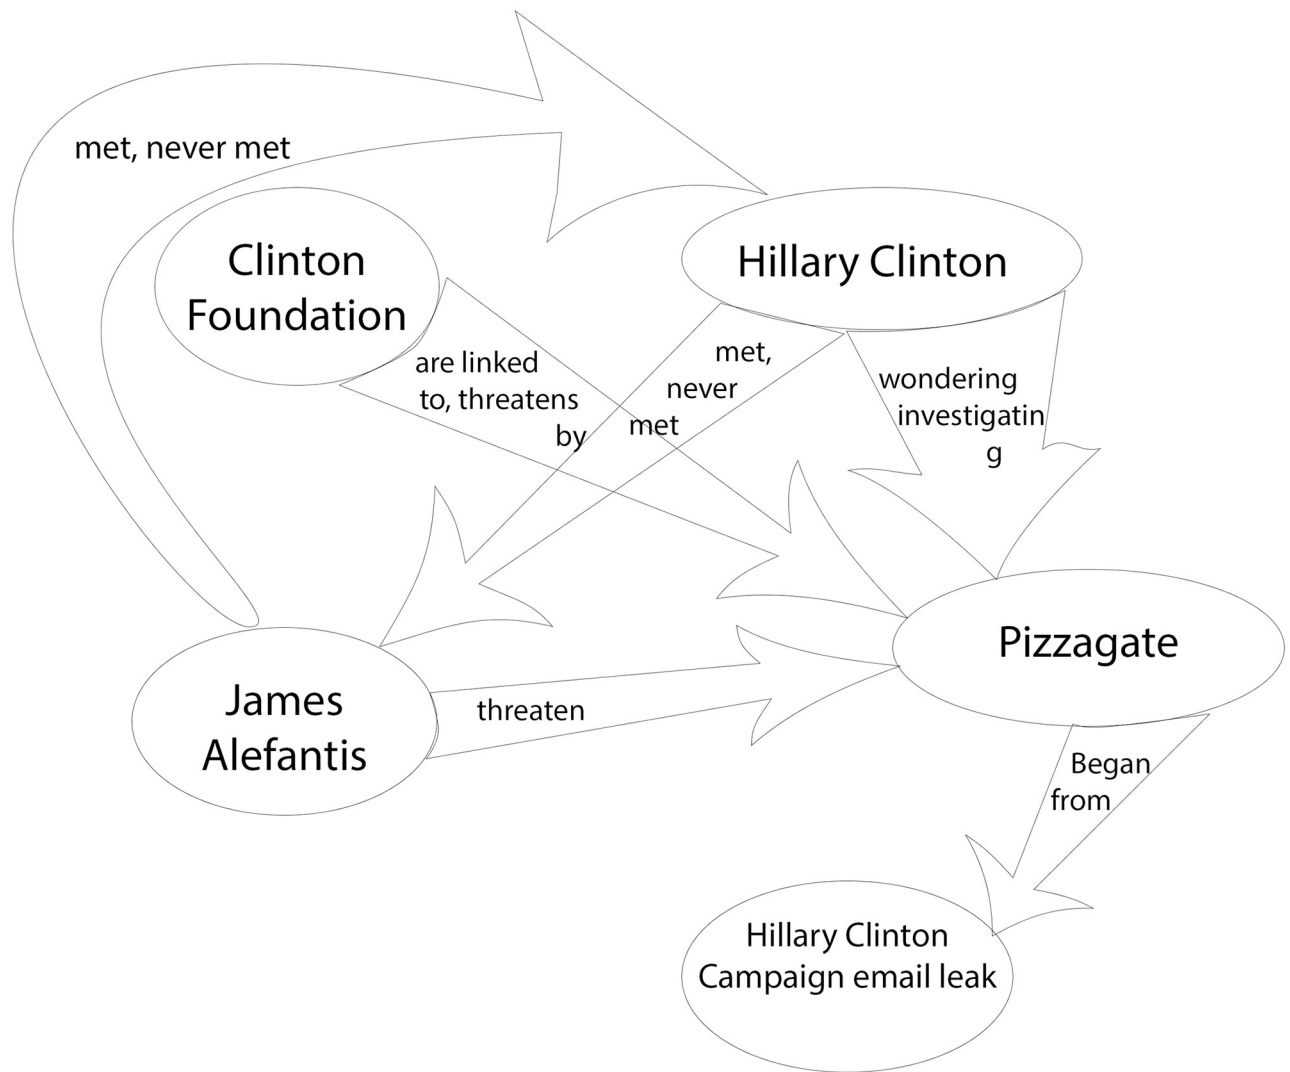 met, never met
Clinton
Foundation
Hillary Clinton
are linked
to, threatens
by
met,
never
met
wondering
investigatin
g
James
Alefantis
threaten
Pizzagate
Began
from
Hillary Clinton
Campaign email leak